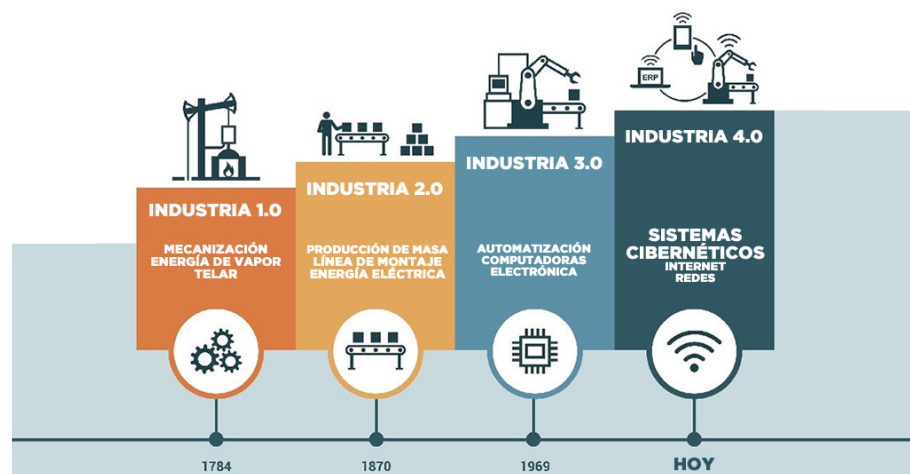 ERP
INDUSTRIA 1.0
MECANIZACIÓN
ENERGÍA DE VAPOR
TELAR
INDUSTRIA 2.0
PRODUCCIÓN DE MASA
LÍNEA DE MONTAJE
ENERGÍA ELÉCTRICA
INDUSTRIA 3.0
AUTOMATIZACIÓN
COMPUTADORAS
ELECTRÓNICA
INDUSTRIA 4.0
SISTEMAS
CIBERNÉTICOS
INTERNET
REDES
1784
1870
1969
HOY